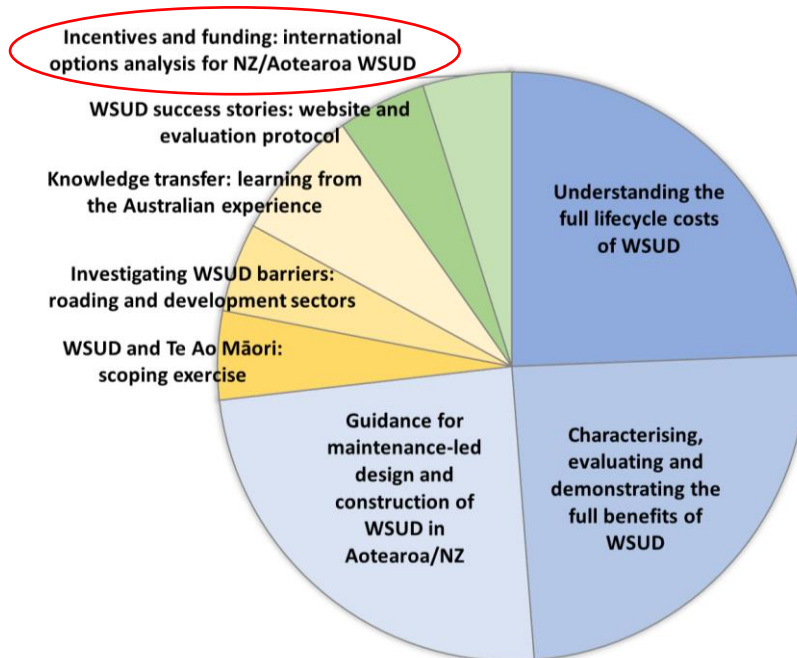 Incentives and funding: international
options analysis for NZ/Aotearoa WSUD
WSUD success stories: website and
evaluation protocol
Knowledge transfer: learning from
the Australian experience
Investigating WSUD barriers:
roading and development sectors
WSUD and Te Ao Māori:
scoping exercise
Guidance for
maintenance-led
design and
construction of
WSUD in
Aotearoa/NZ
Understanding the
full lifecycle costs
of WSUD
Characterising,
evaluating and
demonstrating the
full benefits of
WSUD